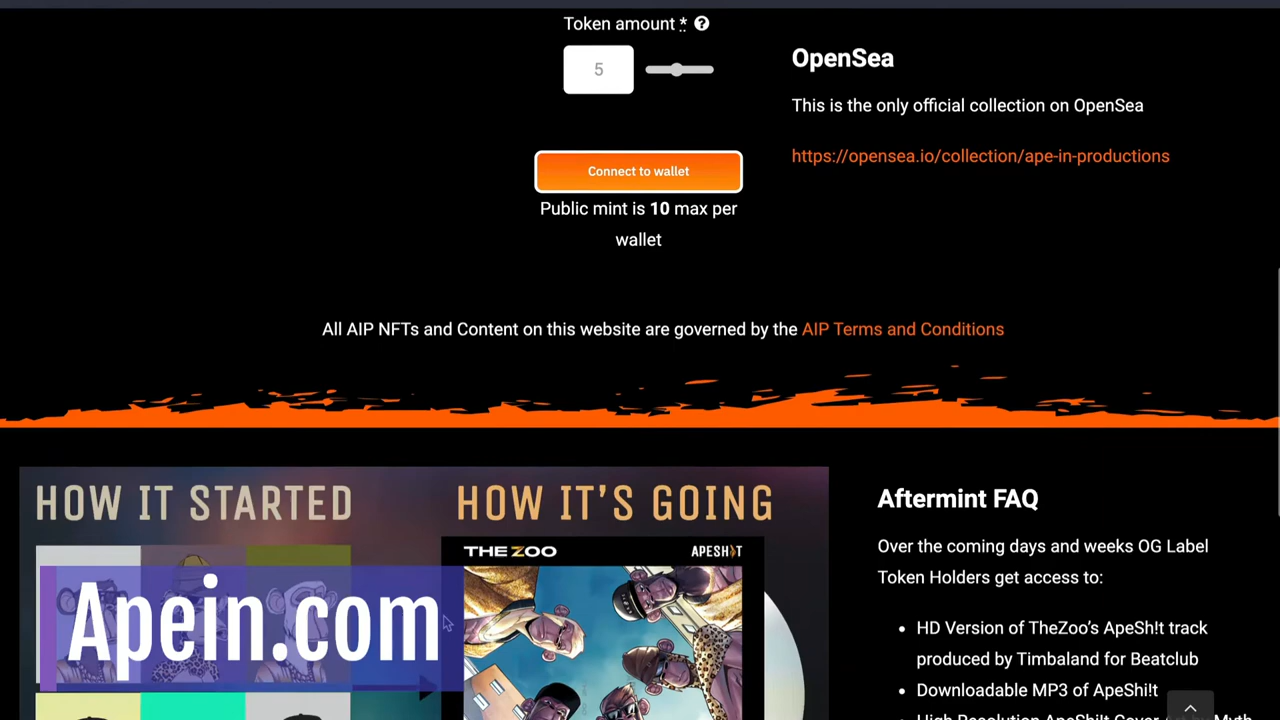 Token amount *
5
Connect to wallet
Public mint is 10 max per
wallet
OpenSea
This is the only official collection on OpenSea
https://opensea.io/collection/ape-in-productions
All AIP NFTs and Content on this website are governed by the AIP Terms and Conditions
HOW IT STARTED
HOW IT'S GOING
THE ZOO
APESH!T
Apein.com
Aftermint FAQ
Over the coming days and weeks OG Label
Token Holders get access to:
HD Version of TheZoo's ApeSh!t track
produced by Timbaland for Beatclub
Downloadable MP3 of ApeShi!t